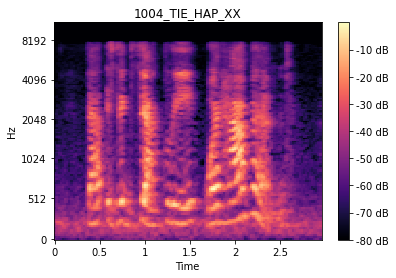 1004_TIE_HAP_XX
8192
4096
2048
1024
512
0
Hz
0 0.5 1 1.5 2 2.5
Time
-10 dB
-20 dB
-30 dB
-40 dB
-50 dB
-60 dB
-70 dB
-80 dB